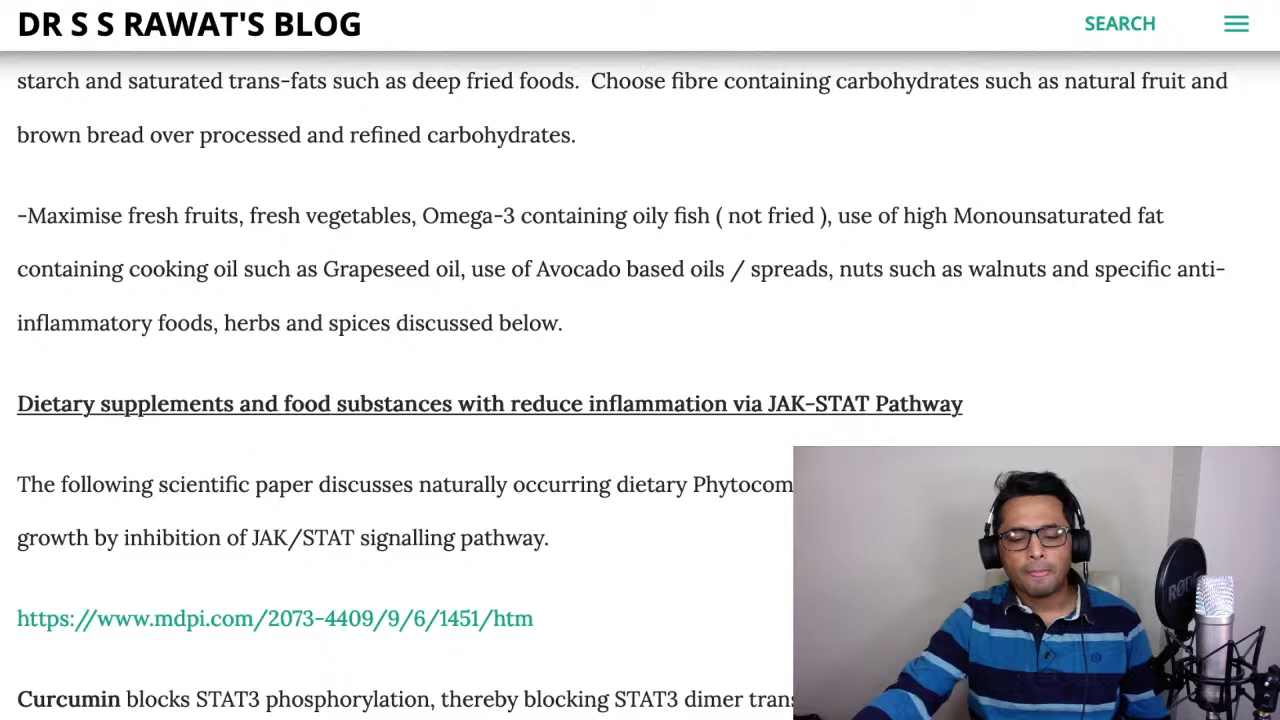 DR S S RAWAT'S BLOG
SEARCH
starch and saturated trans-fats such as deep fried foods.  Choose fibre containing carbohydrates such as natural fruit and
brown bread over processed and refined carbohydrates.
-Maximise fresh fruits, fresh vegetables, Omega-3 containing oily fish ( not fried ), use of high Monounsaturated fat
containing cooking oil such as Grapeseed oil, use of Avocado based oils / spreads, nuts such as walnuts and specific anti-
inflammatory foods, herbs and spices discussed below.
Dietary supplements and food substances with reduce inflammation via JAK-STAT Pathway
The following scientific paper discusses naturally occurring dietary Phytocom
growth by inhibition of JAK/STAT signalling pathway.
https://www.mdpi.com/2073-4409/9/6/1451/htm
Curcumin blocks STAT3 phosphorylation, thereby blocking STAT3 dimer trans
RODE